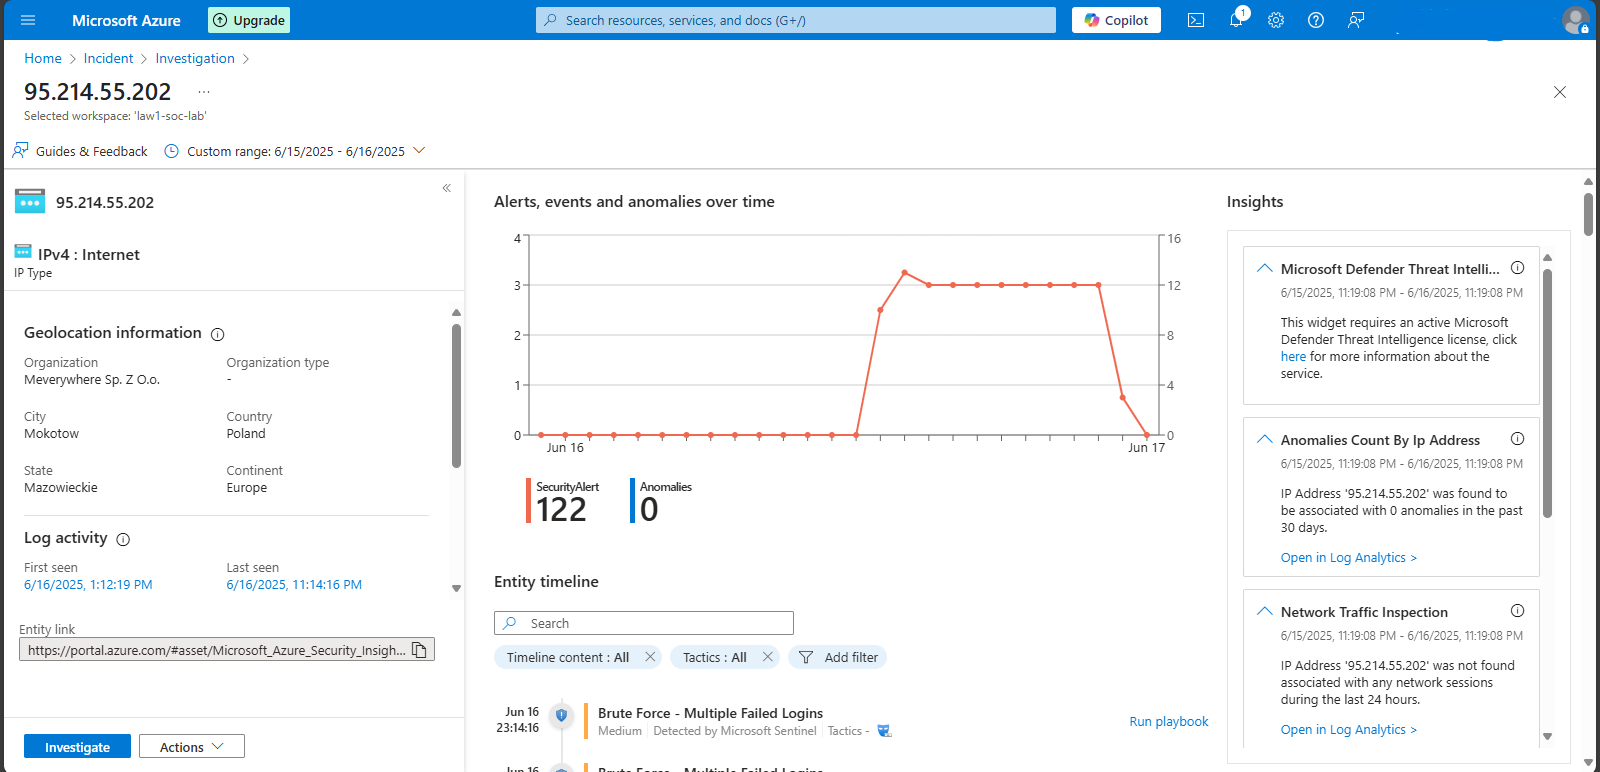 Microsoft Azure
Upgrade
Search resources, services, and docs (G+/)
Copilot
1
Home > Incident > Investigation >
95.214.55.202 ...
Selected workspace: 'law1-soc-lab'
Guides & Feedback
Custom range: 6/15/2025 - 6/16/2025
«
95.214.55.202
IPv4 : Internet
IP Type
Geolocation information
Organization
Meverywhere Sp. Z O.o.
Organization type
-
City
Mokotow
Country
Poland
State
Mazowieckie
Continent
Europe
Log activity
First seen
6/16/2025, 1:12:19 PM
Last seen
6/16/2025, 11:14:16 PM
Entity link
https://portal.azure.com/#asset/Microsoft_Azure_Security_Insigh...
Investigate
Actions
Alerts, events and anomalies over time
4
3
2
1
0
16
12
8
4
0
Jun 16
Jun 17
SecurityAlert
122
Anomalies
0
Entity timeline
Search
Timeline content : All
Tactics : All
Add filter
Jun 16
23:14:16
Brute Force - Multiple Failed Logins
Medium
Detected by Microsoft Sentinel
Tactics -
Run playbook
Jun 16
Brute Force - Multiple Failed Logins
Insights
Microsoft Defender Threat Intelli...
6/15/2025, 11:19:08 PM - 6/16/2025, 11:19:08 PM
This widget requires an active Microsoft
Defender Threat Intelligence license, click
here for more information about the
service.
Anomalies Count By Ip Address
6/15/2025, 11:19:08 PM - 6/16/2025, 11:19:08 PM
IP Address '95.214.55.202' was found to
be associated with 0 anomalies in the past
30 days.
Open in Log Analytics >
Network Traffic Inspection
6/15/2025, 11:19:08 PM - 6/16/2025, 11:19:08 PM
IP Address '95.214.55.202' was not found
associated with any network sessions
during the last 24 hours.
Open in Log Analytics >